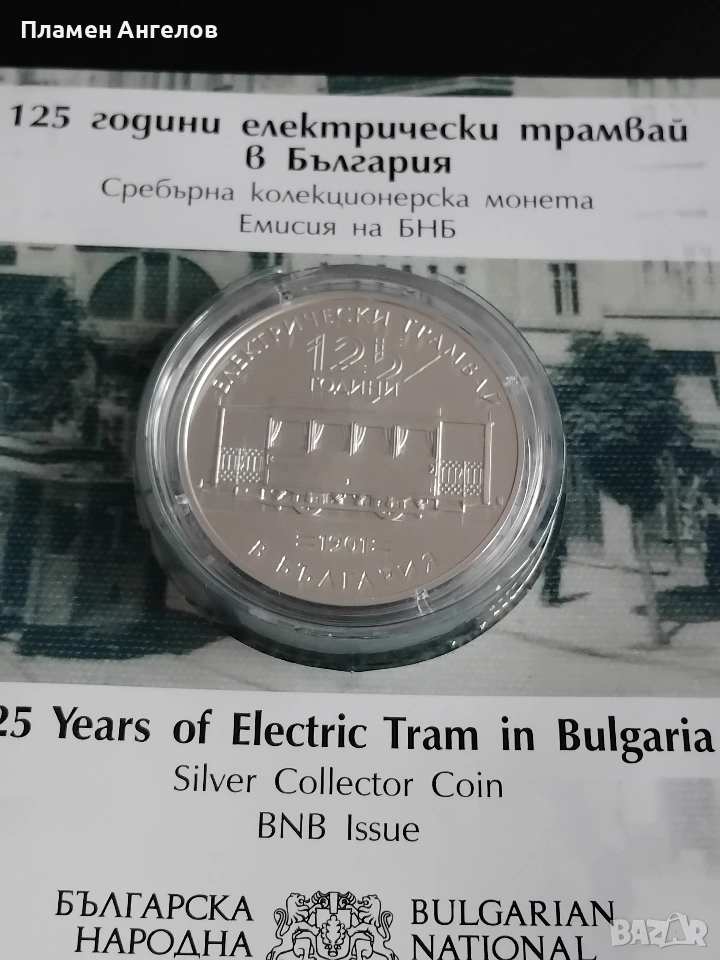 Пламен Ангелов
125 години електрически трамвай
в България
Сребърна колекционерска монета
Емисия на БНБ
ЕЛЕКТРИЧЕСКИ ТРАМВАЙ
125
ГОДИНИ
1901
В БЪЛГАРИЯ
25 Years of Electric Tram in Bulgaria
Silver Collector Coin
BNB Issue
БЪЛГАРСКА
НАРОДНА
BULGARIAN
NATIONAL
BAZAR